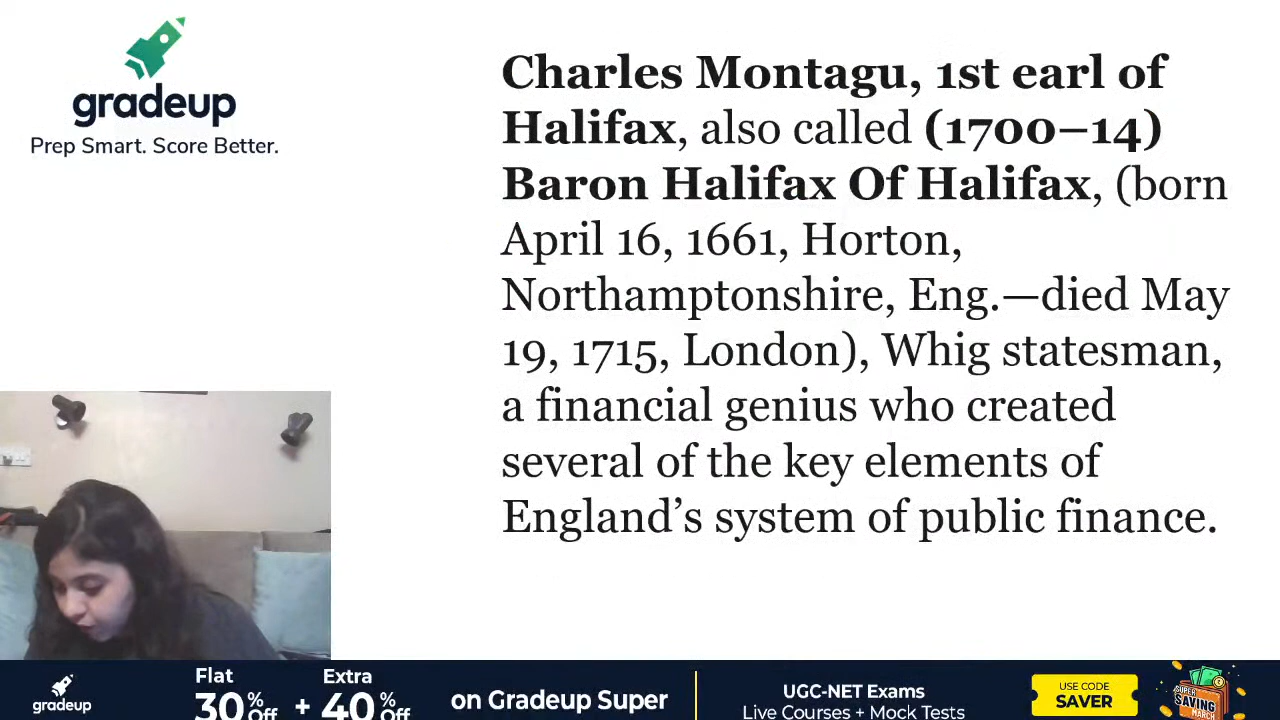 gradeup
Prep Smart. Score Better.
Charles Montagu, 1st earl of
Halifax, also called (1700–14)
Baron Halifax Of Halifax, (born
April 16, 1661, Horton,
Northamptonshire, Eng.—died May
19, 1715, London), Whig statesman,
a financial genius who created
several of the key elements of
England’s system of public finance.
gradeup
Flat
30% Off
+
Extra
40% Off
on Gradeup Super
UGC-NET Exams
Live Courses + Mock Tests
USE CODE
SAVER
SUPER
SAVING
MARCH